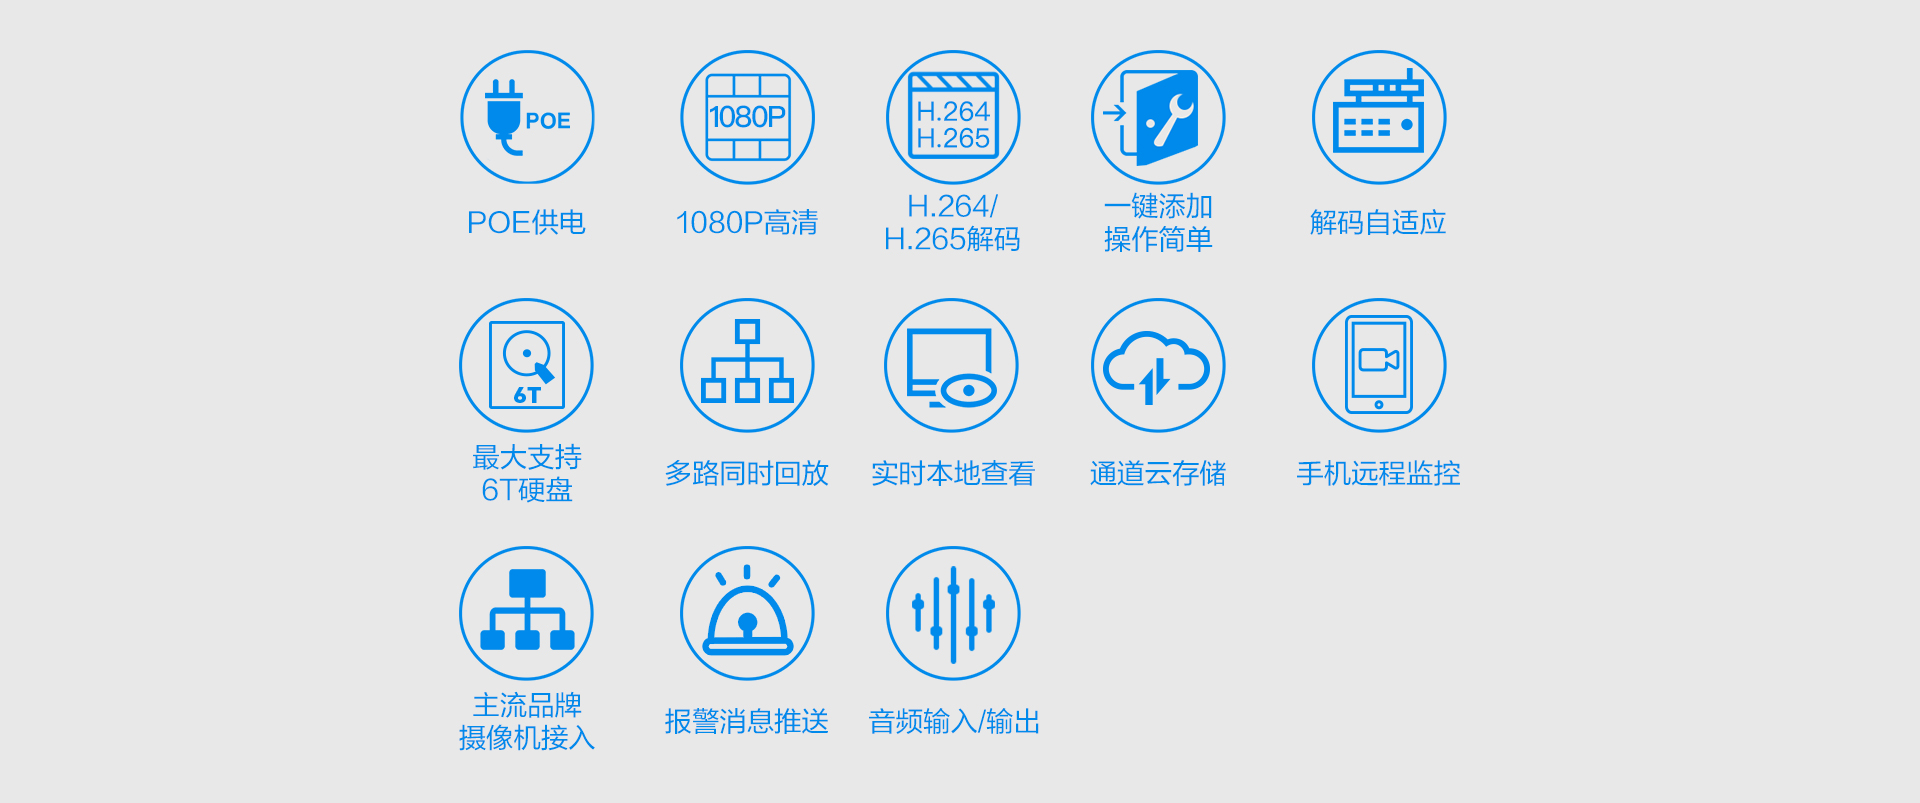 POE
1080P
H.264
H.265
POE供电
1080P高清
H.264/
H.265解码
一键添加
操作简单
解码自适应
6T
最大支持
6T硬盘
多路同时回放
实时本地查看
通道云存储
手机远程监控
主流品牌
摄像机接入
报警消息推送
音频输入/输出